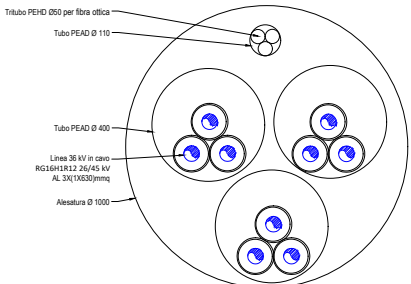 Tritubo PEHD Ø50 per fibra ottica
Tubo PEAD Ø 110
Tubo PEAD Ø 400
Linea 36 kV in cavo
RG16H1R12 26/45 kV
AL 3X(1X630)mmq
Alesatura Ø 1000